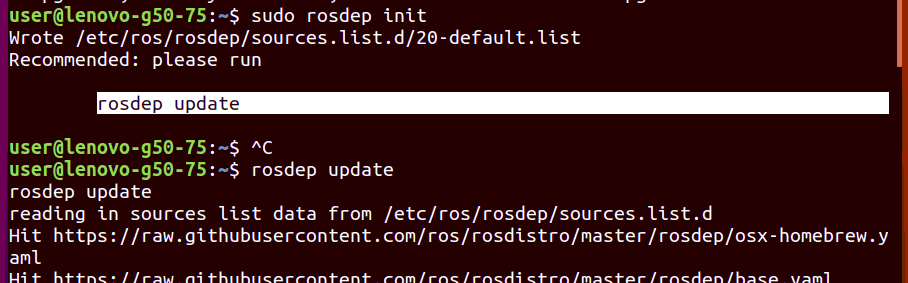 user@lenovo-g50-75:~$ sudo rosdep init
Wrote /etc/ros/rosdep/sources.list.d/20-default.list
Recommended: please run
rosdep update
user@lenovo-g50-75:~$ ^C
user@lenovo-g50-75:~$ rosdep update
rosdep update
reading in sources list data from /etc/ros/rosdep/sources.list.d
Hit https://raw.githubusercontent.com/ros/rosdistro/master/rosdep/osx-homebrew.y
aml
Hit https://raw.githubusercontent.com/ros/rosdistro/master/rosdep/base.yaml